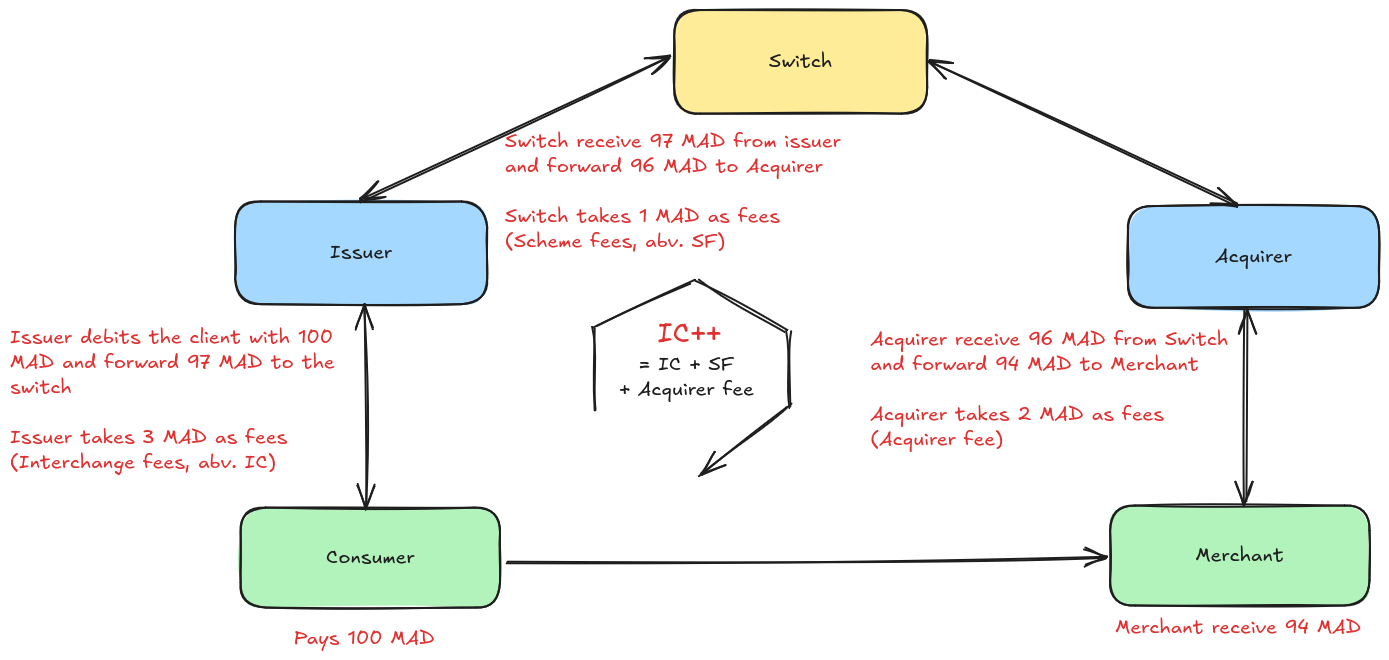 Switch
Switch receive 97 MAD from issuer
and forward 96 MAD to Acquirer
Switch takes 1 MAD as fees
(Scheme fees, abv. SF)
Issuer
Acquirer
Issuer debits the client with 100
MAD and forward 97 MAD to the
switch
Issuer takes 3 MAD as fees
(Interchange fees, abv. IC)
IC++
= IC + SF
+ Acquirer fee
Acquirer receive 96 MAD from Switch
and forward 94 MAD to Merchant
Acquirer takes 2 MAD as fees
(Acquirer fee)
Consumer
Merchant
Pays 100 MAD
Merchant receive 94 MAD